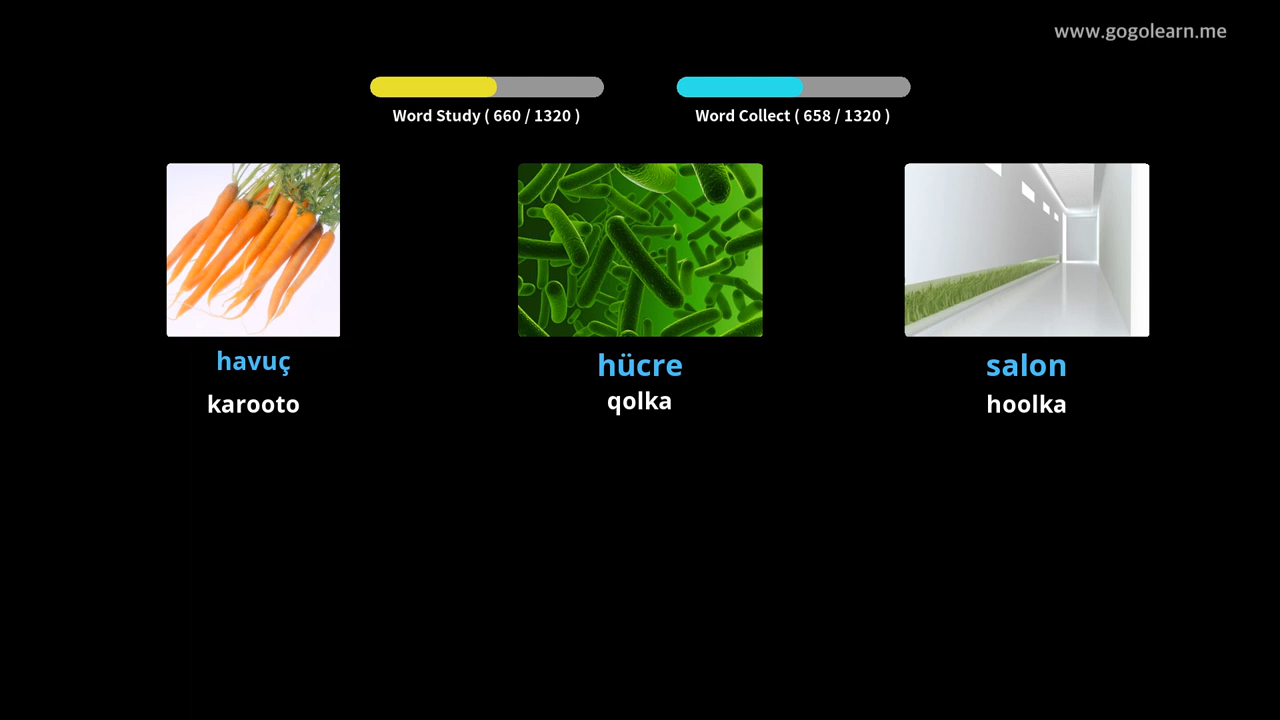 www.gogolearn.me
Word Study ( 660 / 1320 )
Word Collect ( 658 / 1320 )
havuç
hücre
salon
karooto
qolka
hoolka